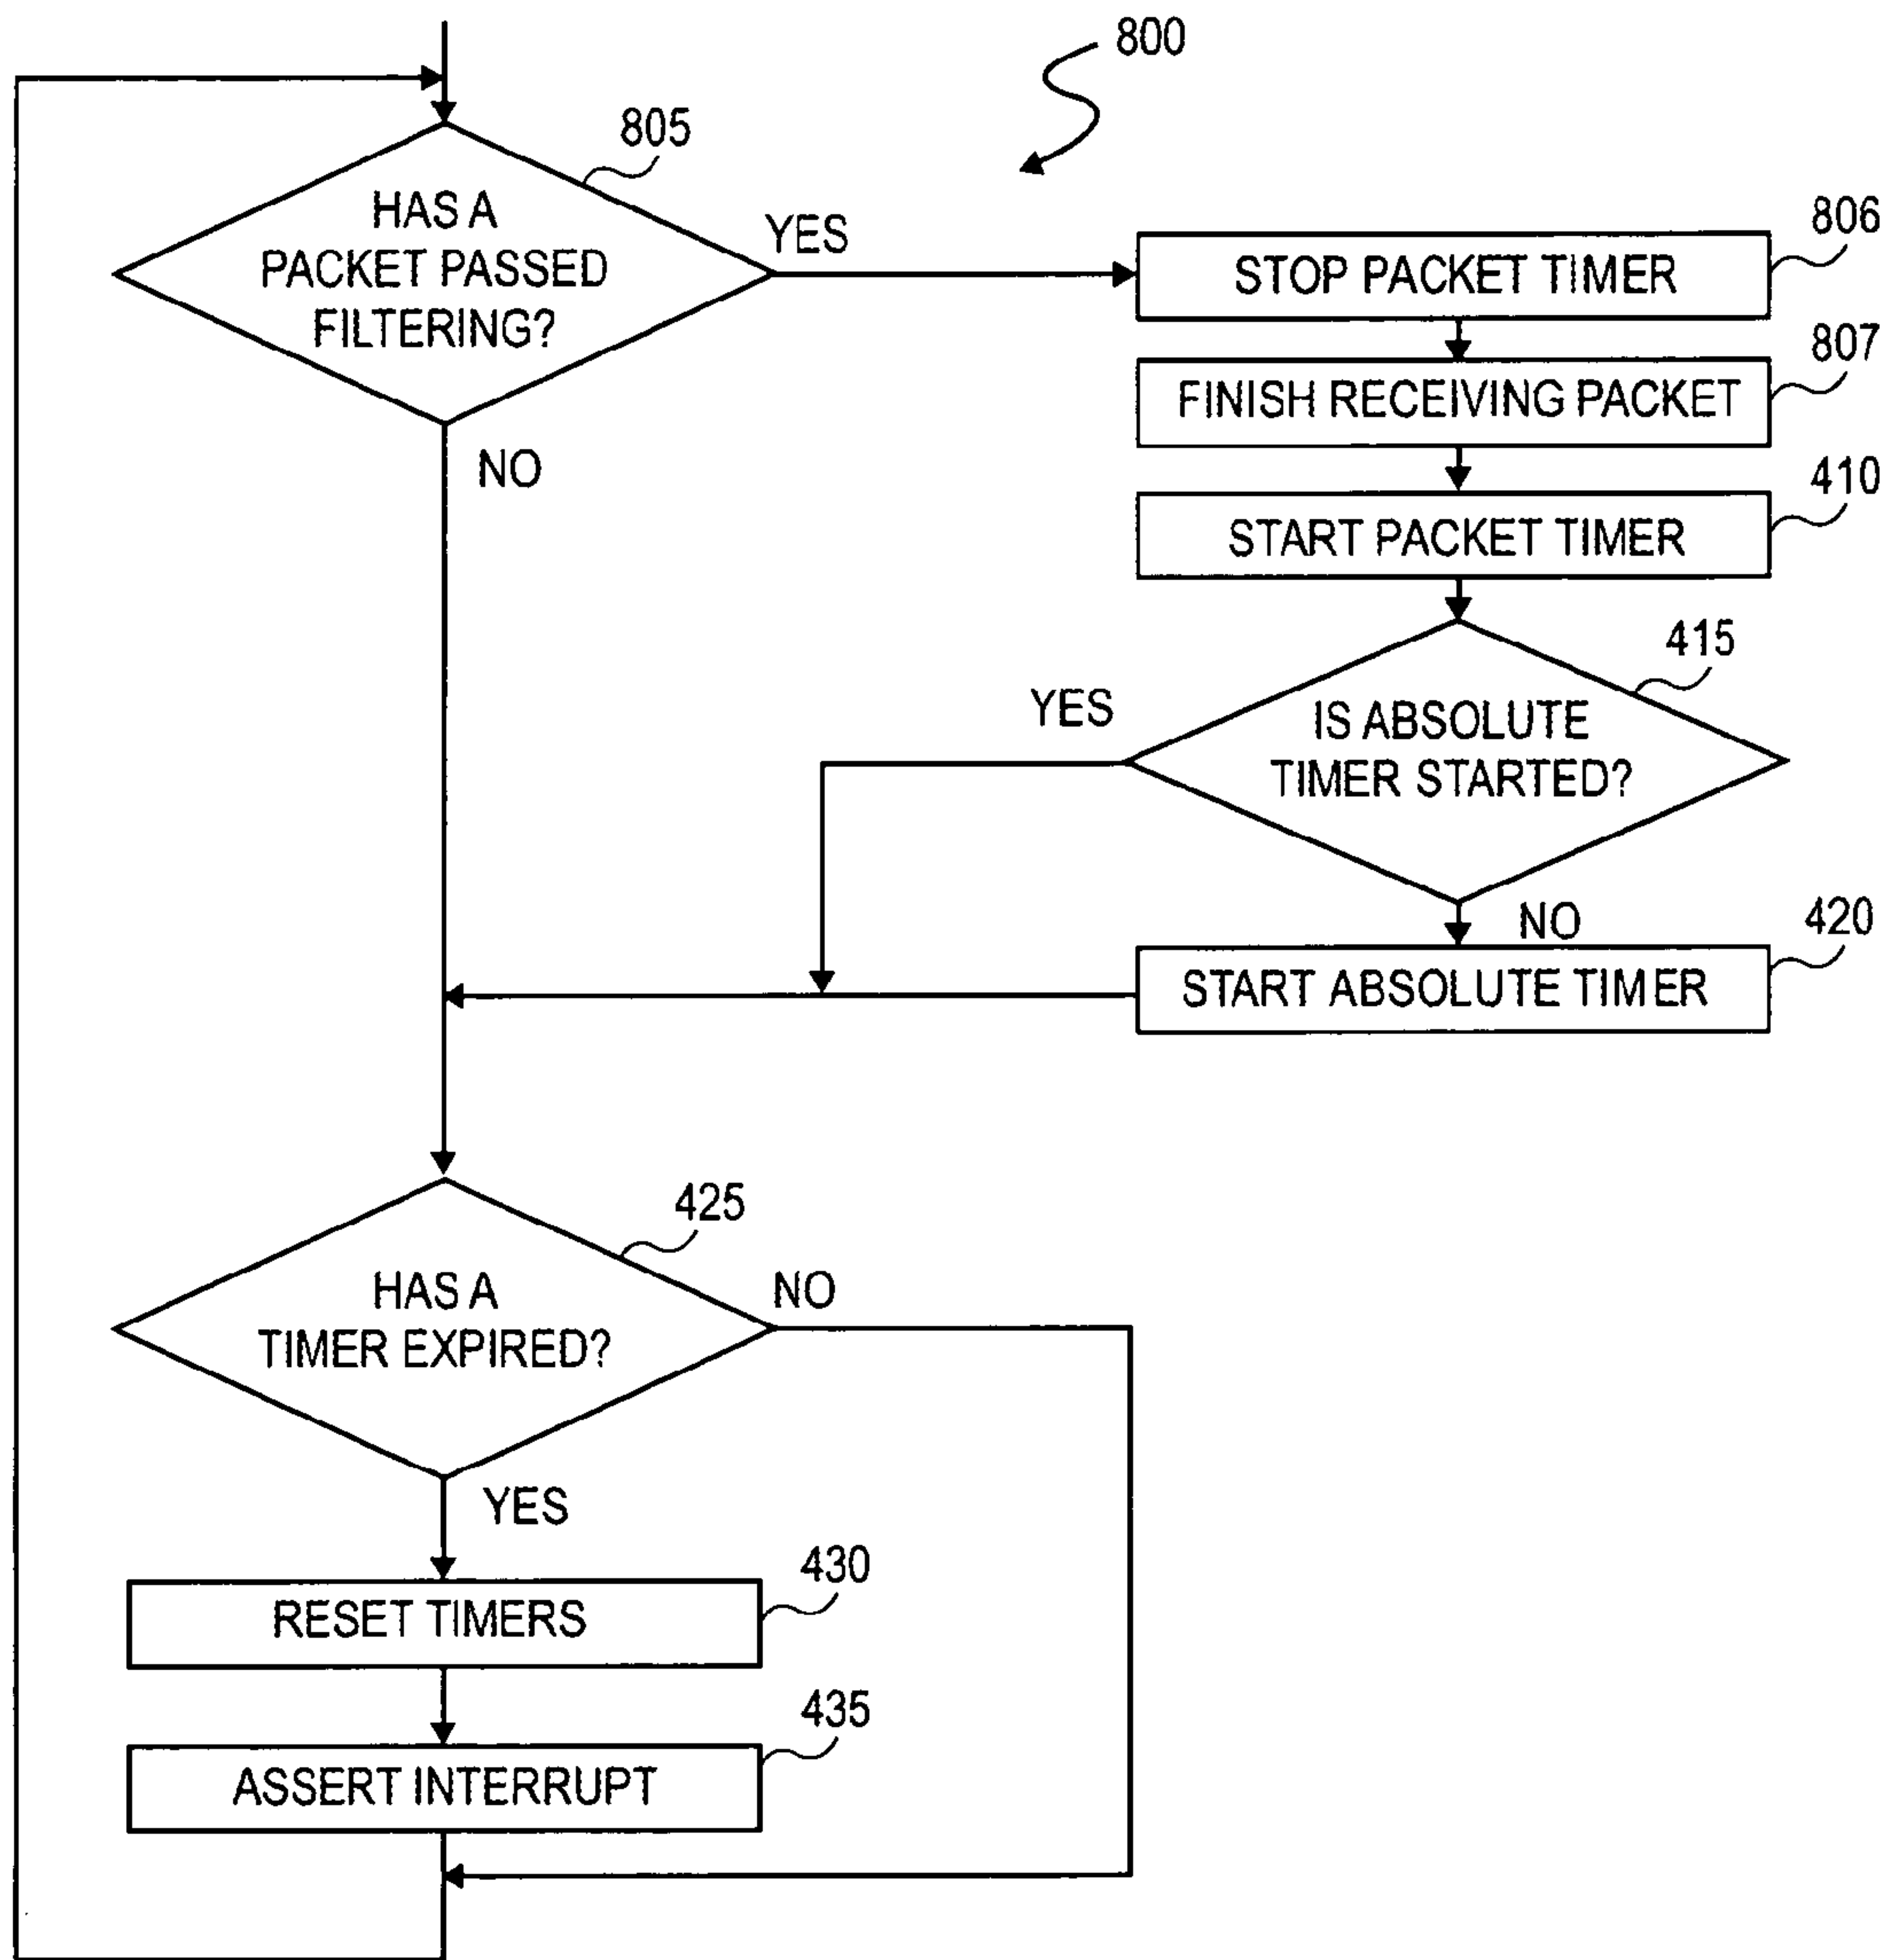 800
805
HAS A
PACKET PASSED
FILTERING?
YES
NO
806
STOP PACKET TIMER
807
FINISH RECEIVING PACKET
410
START PACKET TIMER
415
IS ABSOLUTE
TIMER STARTED?
YES
NO
420
START ABSOLUTE TIMER
425
HAS A
TIMER EXPIRED?
NO
YES
430
RESET TIMERS
435
ASSERT INTERRUPT